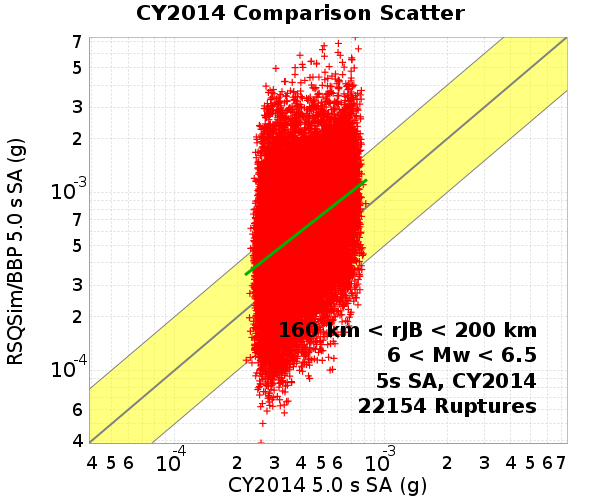 CY2014 Comparison Scatter
7
5
3
2
10-3
7
5
3
2
10-4
6
4
RSQSim/BBP 5.0 s SA (g)
160 km < rJB < 200 km
6 < Mw < 6.5
5s SA, CY2014
22154 Ruptures
4 5 6 10-4 2 3 4 5 6 10-3 2 3 4 5 6 7
CY2014 5.0 s SA (g)